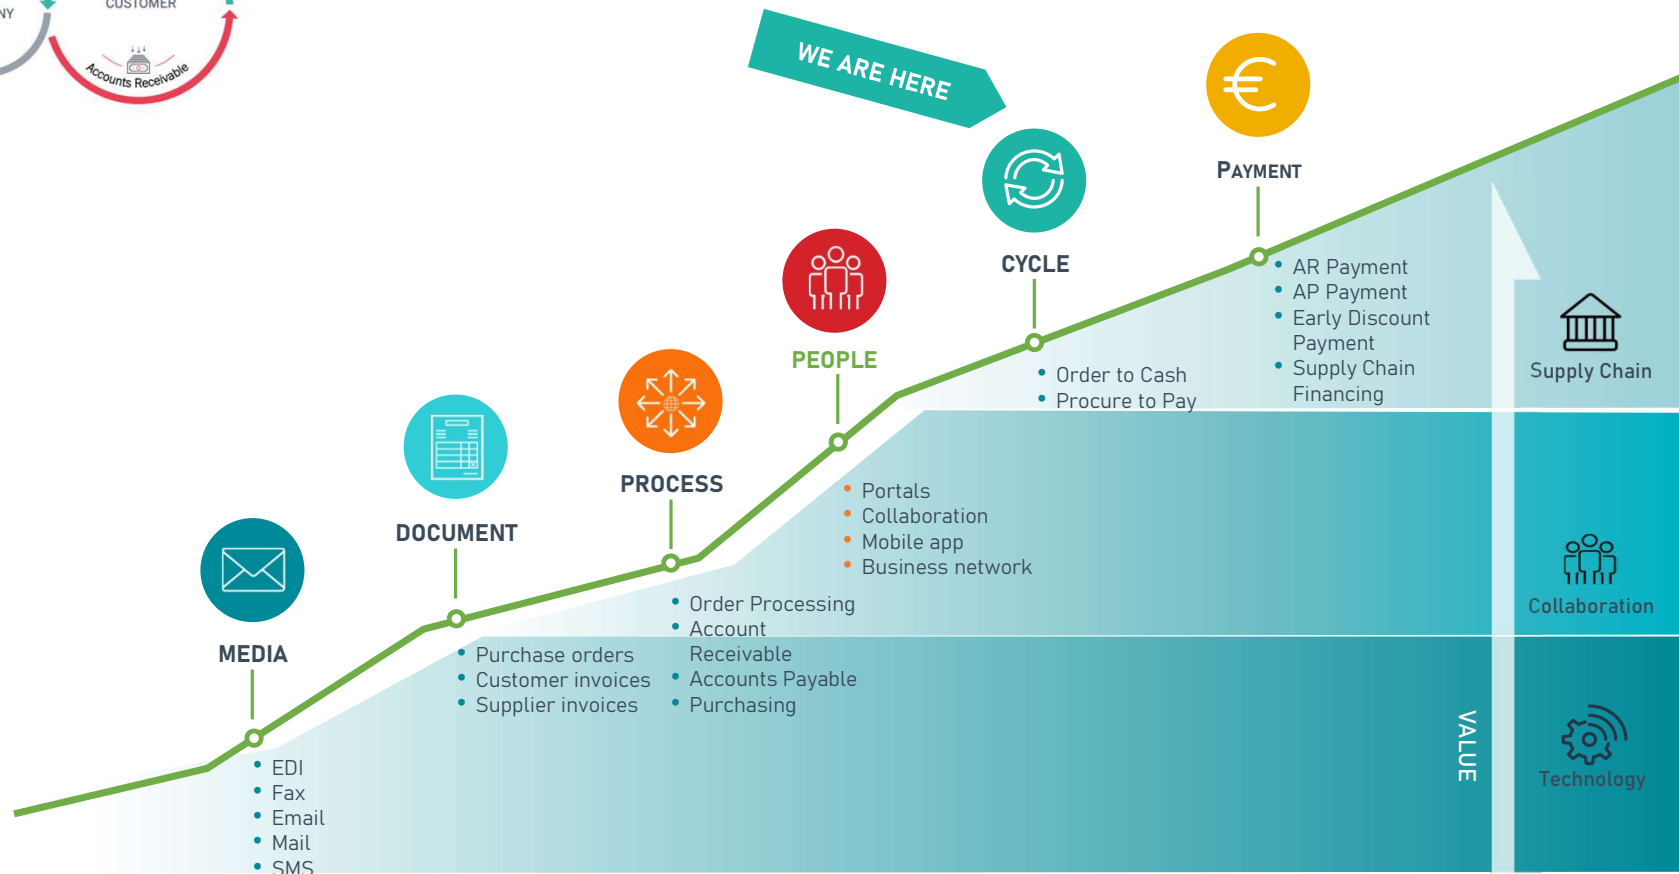 NY
CUSTOMER
Accounts Receivable
WE ARE HERE
PAYMENT
AR Payment
AP Payment
Early Discount
Payment
Supply Chain
Financing
CYCLE
Order to Cash
Procure to Pay
PEOPLE
Portals
Collaboration
Mobile app
Business network
PROCESS
Order Processing
Account
Receivable
Accounts Payable
Purchasing
DOCUMENT
Purchase orders
Customer invoices
Supplier invoices
MEDIA
EDI
Fax
Email
Mail
SMS
VALUE
Supply Chain
Collaboration
Technology